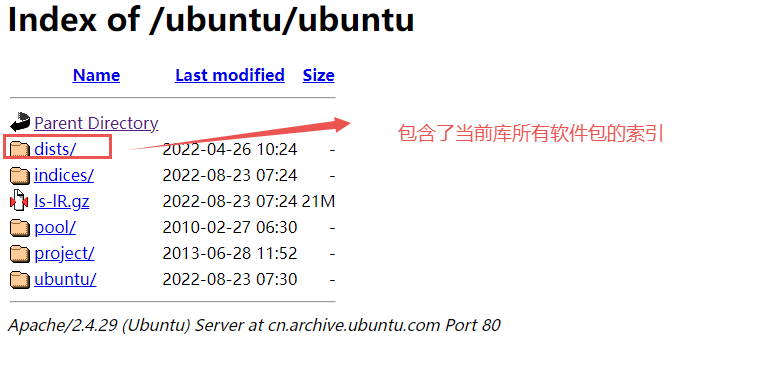 Index of /ubuntu/ubuntu
Name Last modified Size
Parent Directory
包含了当前库所有软件包的索引
dists/ 2022-04-26 10:24 -
indices/ 2022-08-23 07:24 -
ls-lR.gz 2022-08-23 07:24 21M
pool/ 2010-02-27 06:30 -
project/ 2013-06-28 11:52 -
ubuntu/ 2022-08-23 07:30 -
Apache/2.4.29 (Ubuntu) Server at cn.archive.ubuntu.com Port 80